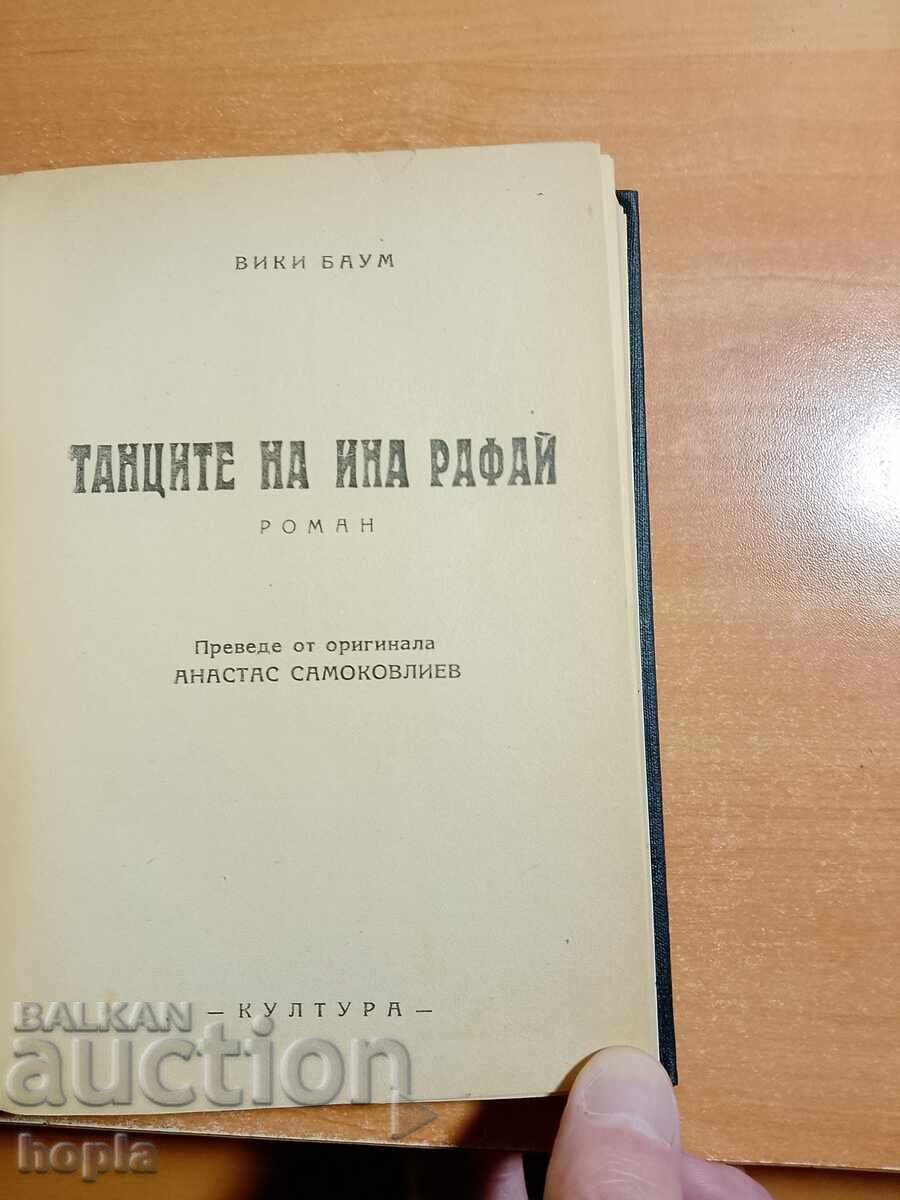 ВИКИ БАУМ
ТАНЦИТЕ НА ИНА РАФАЙ
РОМАН
Преведе от оригинала
АНАСТАС САМОКОВЛИЕВ
— КУЛТУРА —
BALKAN
auction
hopla